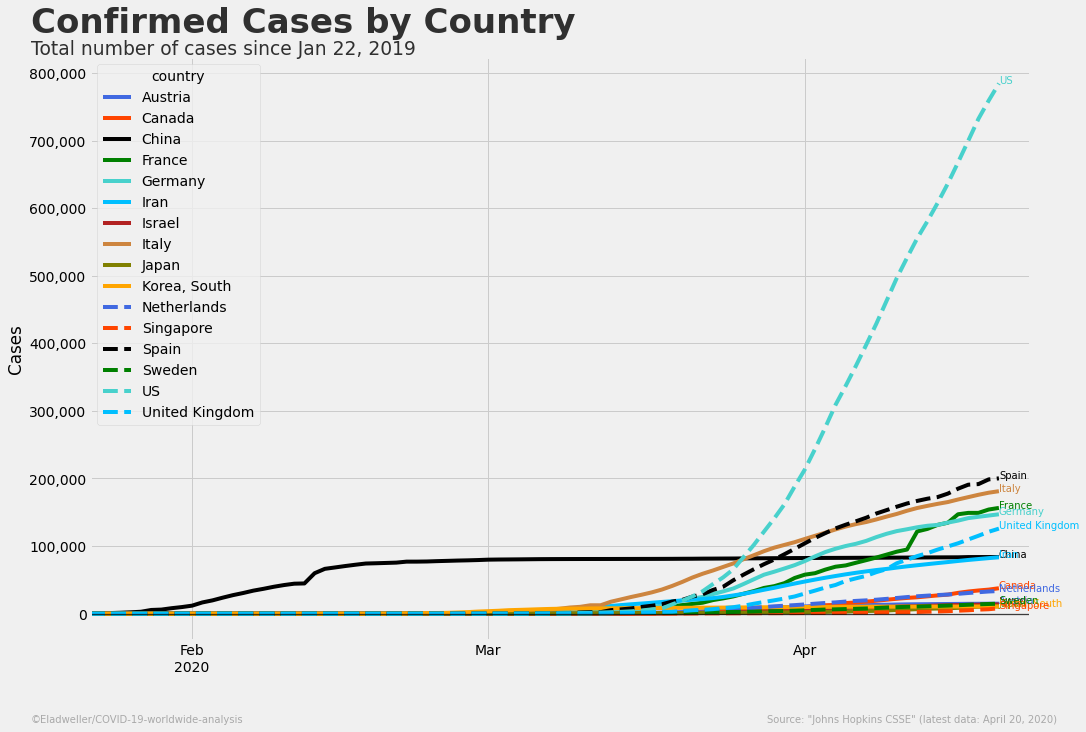 Confirmed Cases by Country
Total number of cases since Jan 22, 2019
country
Austria
Canada
China
France
Germany
Iran
Israel
Italy
Japan
Korea, South
Netherlands
Singapore
Spain
Sweden
US
United Kingdom
Cases
800,000
700,000
600,000
500,000
400,000
300,000
200,000
100,000
0
US
Spain
Italy
France
Germany
United Kingdom
China
Canada
Netherlands
Sweden
Singapore
Feb
2020
Mar
Apr
©Eladweller/COVID-19-worldwide-analysis
Source: "Johns Hopkins CSSE" (latest data: April 20, 2020)